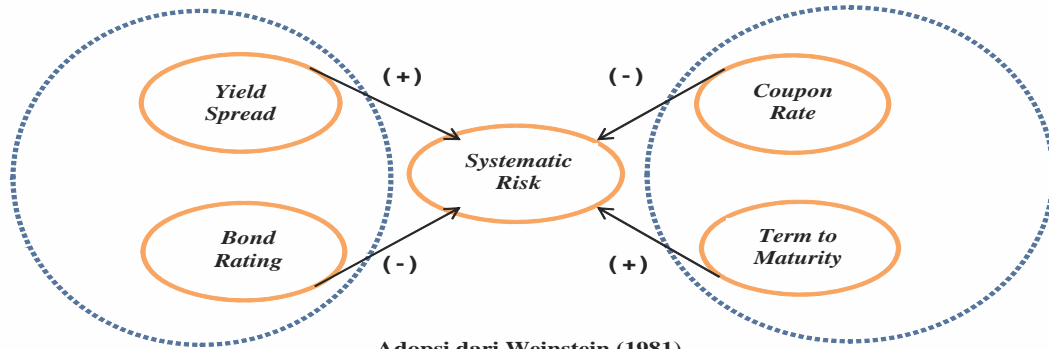 Yield
Spread
(+)
(-)
Coupon
Rate
Systematic
Risk
Bond
Rating
(-)
(+)
Term to
Maturity
Adopsi dari Weinstein (1981)